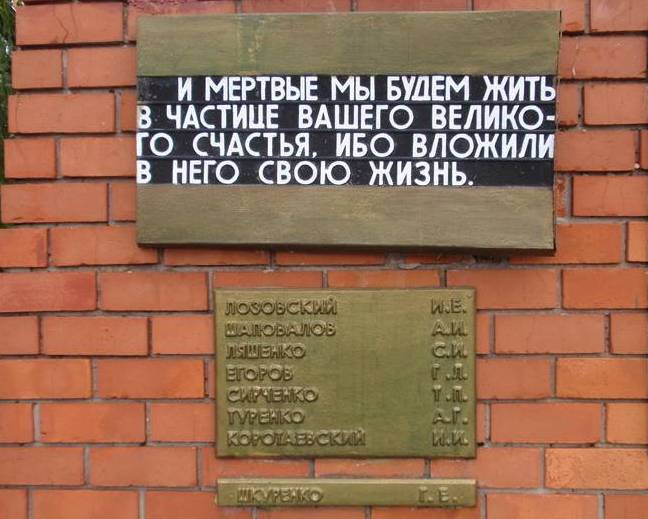 И МЕРТВЫЕ МЫ БУДЕМ ЖИТЬ
В ЧАСТИЦЕ ВАШЕГО ВЕЛИКО-
ГО СЧАСТЬЯ, ИБО ВЛОЖИЛИ
В НЕГО СВОЮ ЖИЗНЬ.
ЛОЗОВСКИЙ И.Е.
ШАПОВАЛОВ А.И.
ЛЯШЕНКО С.И.
ЕГОРОВ Г.Л.
СИРЧЕНКО Т.П.
ТУРЕНКО А.Г.
КОРОТАЕВСКИЙ И.И.
ШКУРЕНКО Г.Е.